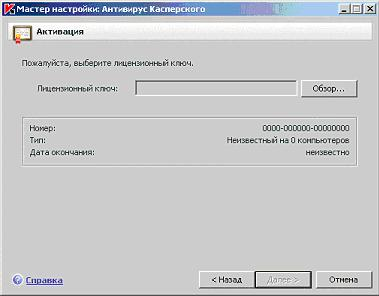 Мастер настройки: Антивирус Касперского
Активация
Пожалуйста, выберите лицензионный ключ.
Лицензионный ключ: Обзор...
Номер: 0000-000000-00000000
Тип: Неизвестный на 0 компьютеров
Дата окончания: неизвестно
Справка < Назад Далее > Отмена